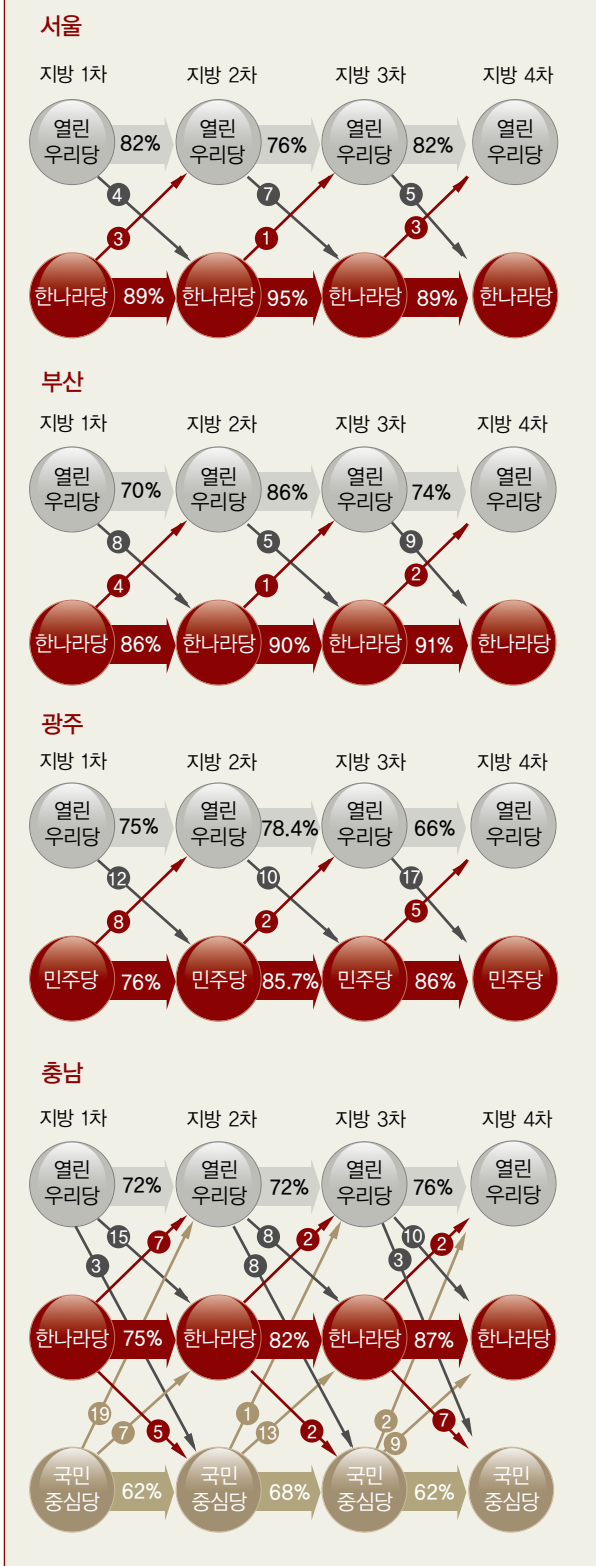 서울
지방 1차 지방 2차 지방 3차 지방 4차
열린 열린 열린 열린
우리당 82% 우리당 76% 우리당 82% 우리당
4 7 5
3 1 3
한나라당 89% 한나라당 95% 한나라당 89% 한나라당
부산
지방 1차 지방 2차 지방 3차 지방 4차
열린 열린 열린 열린
우리당 70% 우리당 86% 우리당 74% 우리당
8 5 9
4 1 2
한나라당 86% 한나라당 90% 한나라당 91% 한나라당
광주
지방 1차 지방 2차 지방 3차 지방 4차
열린 열린 열린 열린
우리당 75% 우리당 78.4% 우리당 66% 우리당
12 10 17
8 2 5
민주당 76% 민주당 85.7% 민주당 86% 민주당
충남
지방 1차 지방 2차 지방 3차 지방 4차
열린 열린 열린 열린
우리당 72% 우리당 72% 우리당 76% 우리당
15 7 8 2 10 2
3 8 3
한나라당 75% 한나라당 82% 한나라당 87% 한나라당
19 7 5 1 13 2 2 9 7
국민 국민 국민 국민
중심당 62% 중심당 68% 중심당 62% 중심당